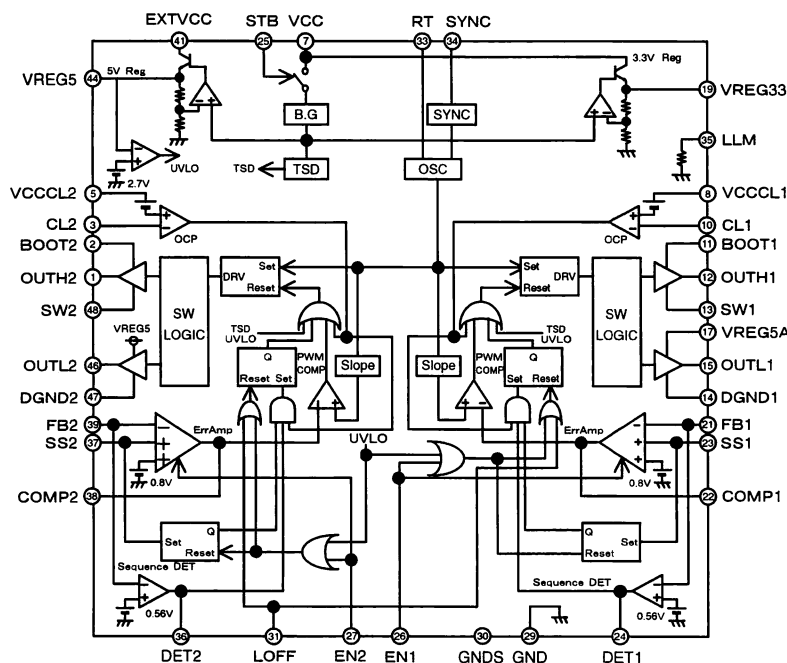 EXTVCC STB VCC RT SYNC
41 25 7 33 34
5V Reg 3.3V Reg
VREG5 44 19 VREG33
B.G SYNC
35 LLM
UVLO TSD TSD OSC
2.7V
VCCCL2 5 8 VCCCL1
CL2 3 OCP OCP 10 CL1
BOOT2 2 11 BOOT1
Set Set
OUTH2 1 DRV DRV 12 OUTH1
Reset Reset
SW2 48 13 SW1
SW LOGIC SW LOGIC
VREG5 TSD UVLO TSD UVLO 17 VREG5A
Q PWM COMP Slope Slope PWM COMP Q
OUTL2 46 15 OUTL1
Reset Set Set Reset
DGND2 47 14 DGND1
FB2 39 21 FB1
SS2 37 ErrAmp UVLO ErrAmp 23 SS1
0.8V 0.8V
COMP2 38 22 COMP1
Q Q
Set Set
Reset Reset
Sequence DET Sequence DET
0.56V 0.56V
36 31 27 26 30 29 24
DET2 LOFF EN2 EN1 GNDS GND DET1